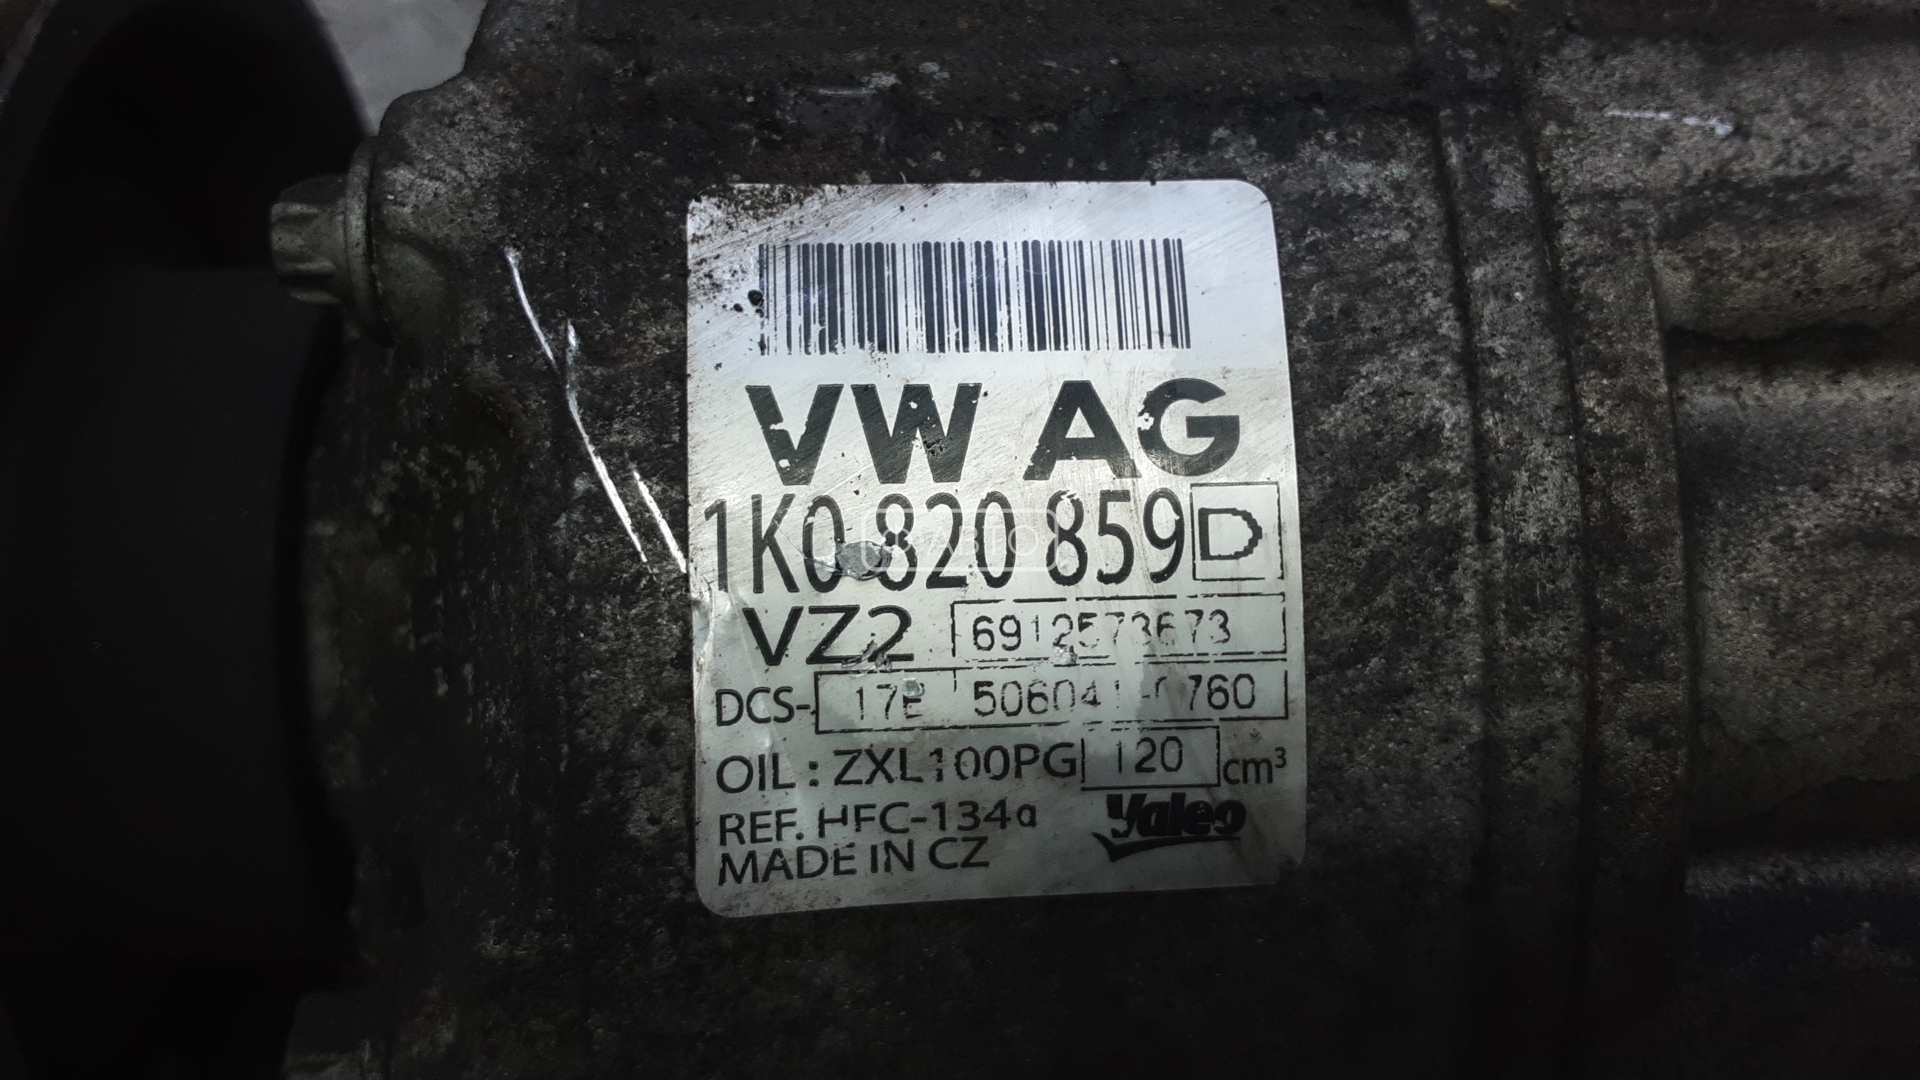 VW AG
1K0 820 859 D
VZ2 6912573673
DCS- 17E 506041-0760
OIL : ZXL100PG 120 cm³
REF. HFC-134a
Valeo
MADE IN CZ